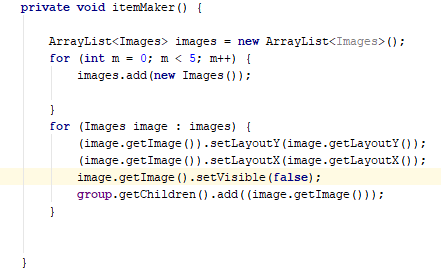 private void itemMaker() {
ArrayList<Images> images = new ArrayList<Images>();
for (int m = 0; m < 5; m++) {
images.add(new Images());
}
for (Images image : images) {
(image.getImage()).setLayoutY(image.getLayoutY());
(image.getImage()).setLayoutX(image.getLayoutX());
image.getImage().setVisible(false);
group.getChildren().add((image.getImage()));
}
}